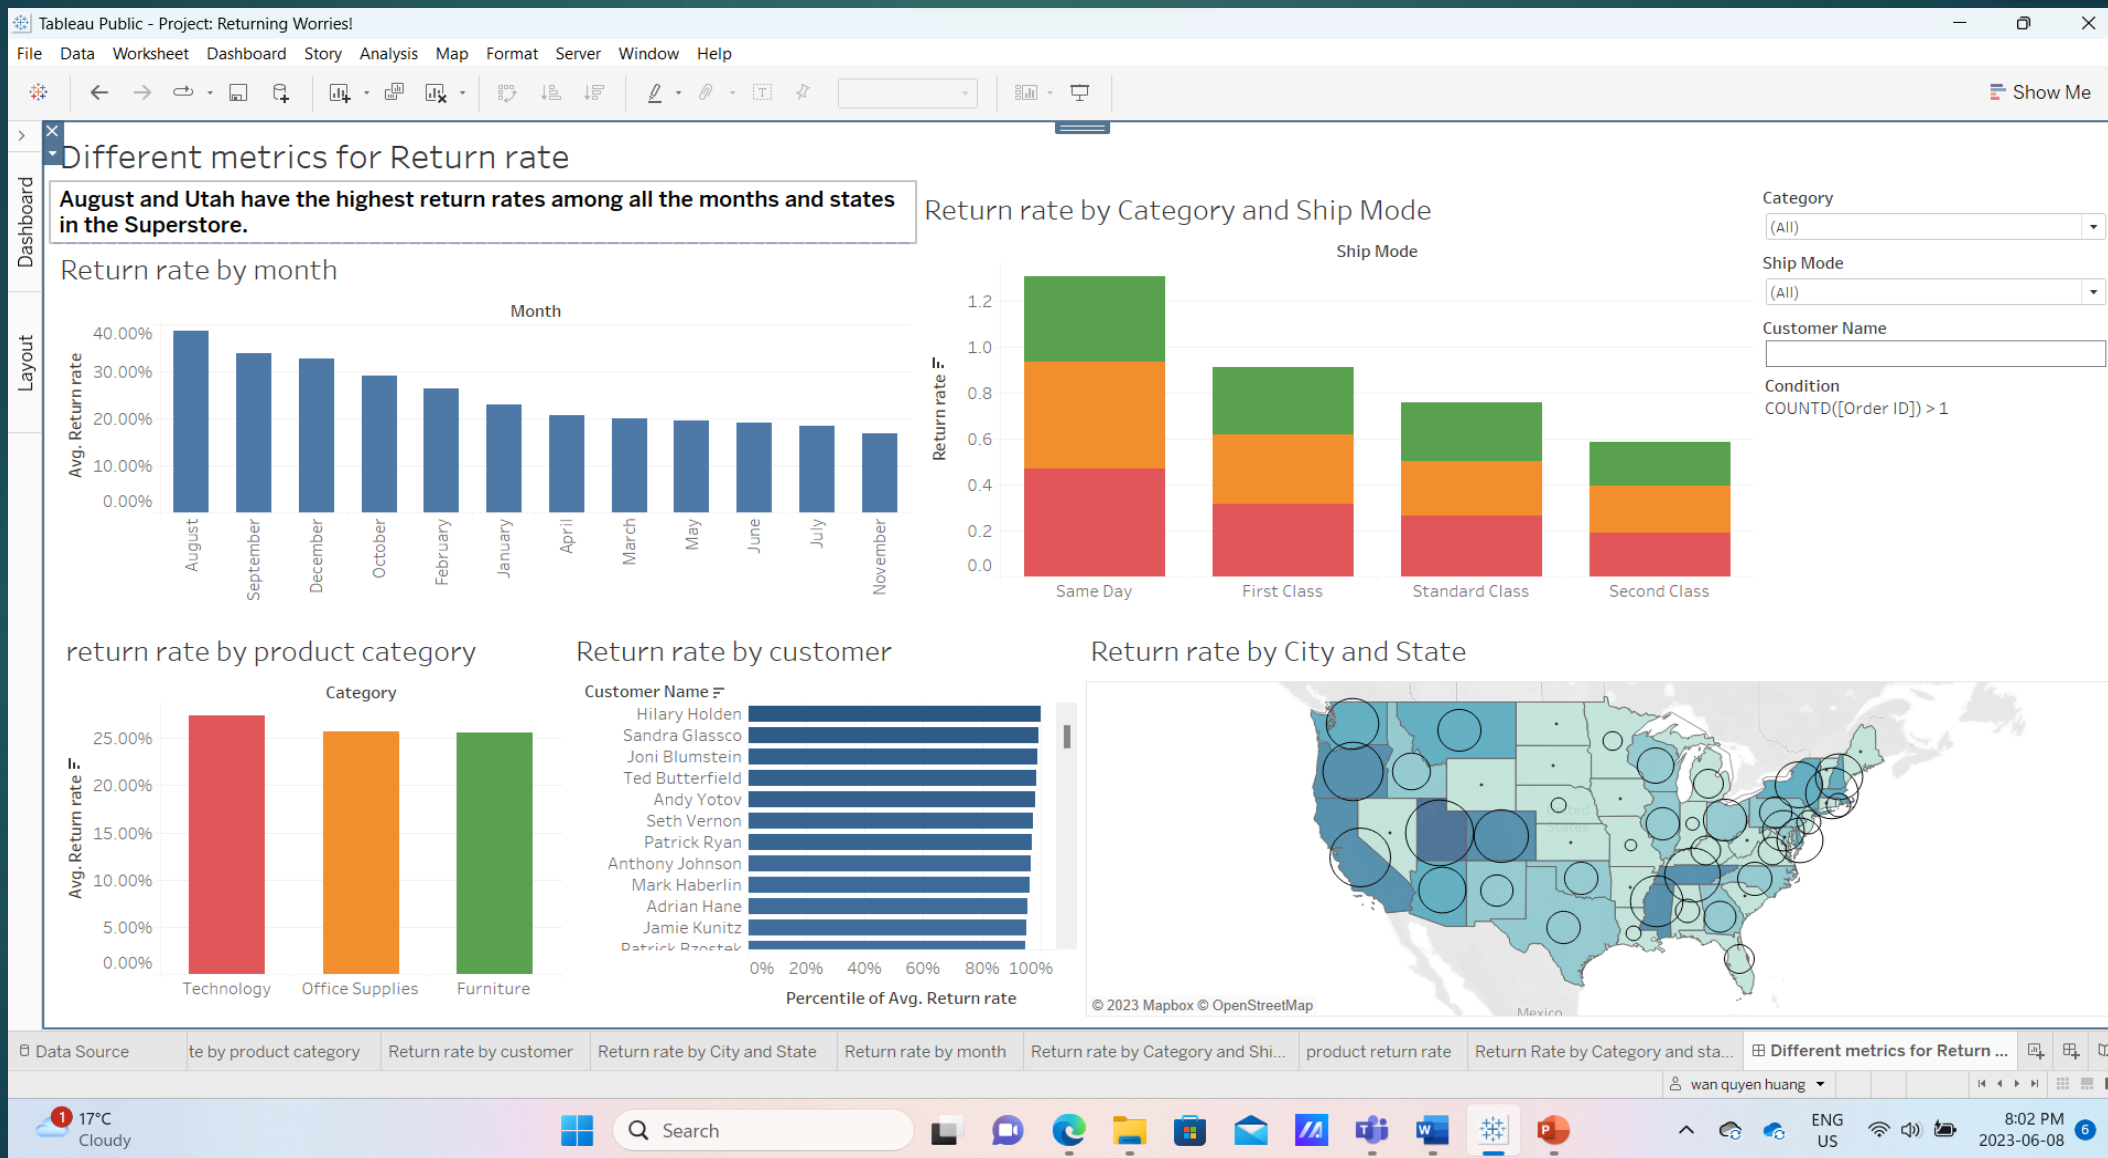 Tableau Public - Project: Returning Worries!
File Data Worksheet Dashboard Story Analysis Map Format Server Window Help
Show Me
Dashboard
Layout
Different metrics for Return rate
August and Utah have the highest return rates among all the months and states
in the Superstore.
Return rate by month
Month
Avg. Return rate
40.00%
30.00%
20.00%
10.00%
0.00%
August
September
December
October
February
January
April
March
May
June
July
November
Return rate by Category and Ship Mode
Ship Mode
Return rate
1.2
1.0
0.8
0.6
0.4
0.2
0.0
Same Day First Class Standard Class Second Class
Category
(All)
Ship Mode
(All)
Customer Name
Condition
COUNTD([Order ID]) > 1
return rate by product category
Category
Avg. Return rate
25.00%
20.00%
15.00%
10.00%
5.00%
0.00%
Technology Office Supplies Furniture
Return rate by customer
Customer Name
Hilary Holden
Sandra Glassco
Joni Blumstein
Ted Butterfield
Andy Yotov
Seth Vernon
Patrick Ryan
Anthony Johnson
Mark Haberlin
Adrian Hane
Jamie Kunitz
Patrick Bzostek
0% 20% 40% 60% 80% 100%
Percentile of Avg. Return rate
Return rate by City and State
United
States
Mexico
© 2023 Mapbox © OpenStreetMap
Data Source te by product category Return rate by customer Return rate by City and State Return rate by month Return rate by Category and Shi... product return rate Return Rate by Category and sta... Different metrics for Return ...
wan quyen huang
1
17°C
Cloudy
Search
ENG
US
8:02 PM
2023-06-08
6